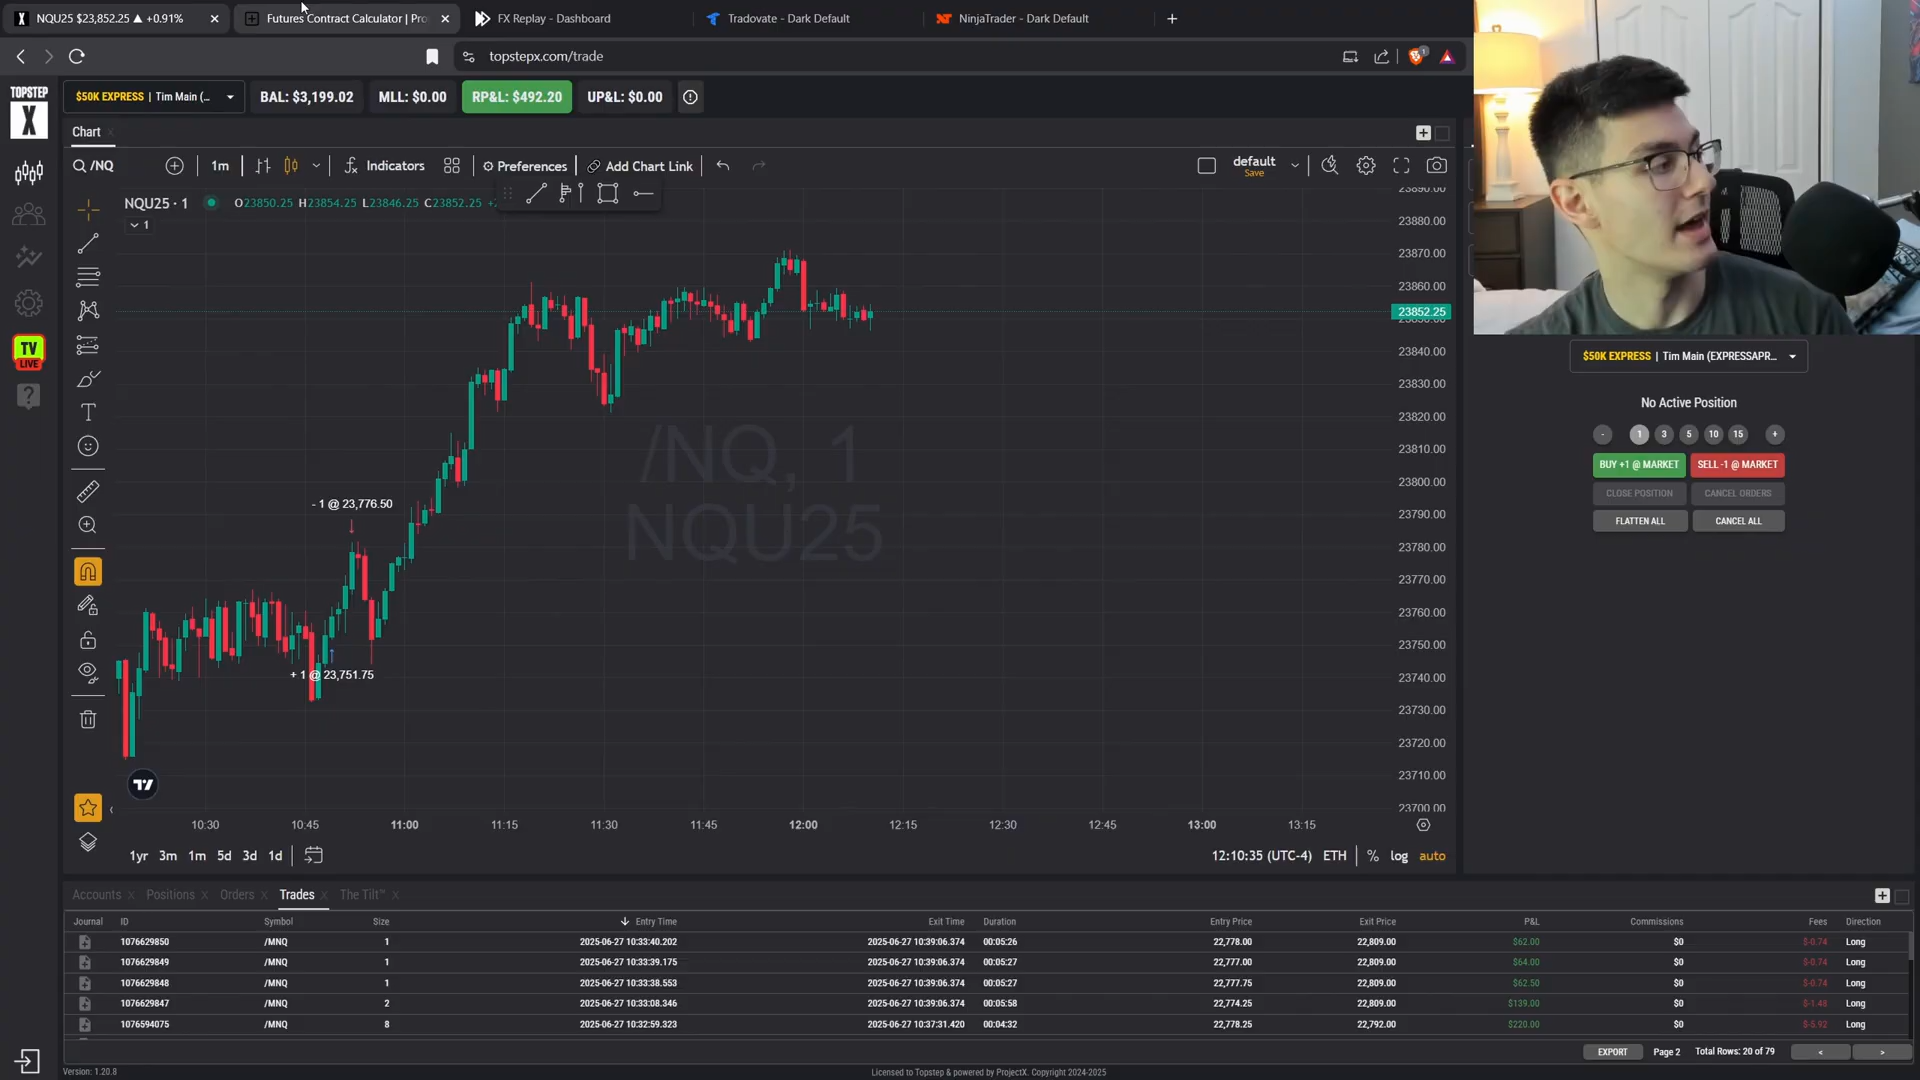 NQU25 $23,852.25 ▲ +0.91%
Futures Contract Calculator | Pro
FX Replay - Dashboard
Tradovate - Dark Default
NinjaTrader - Dark Default
topstepx.com/trade
TOPSTEP
X
$50K EXPRESS | Tim Main (...
BAL: $3,199.02
MLL: $0.00
RP&L: $492.20
UP&L: $0.00
Chart
/NQ
1m
Indicators
Preferences
Add Chart Link
default
Save
NQU25 · 1
O23850.25 H23854.25 L23846.25 C23852.25
1
23890.00
23880.00
23870.00
23860.00
23852.25
23850.00
23840.00
23830.00
23820.00
23810.00
23800.00
23790.00
23780.00
23770.00
23760.00
23750.00
23740.00
23730.00
23720.00
23710.00
23700.00
/NQ, 1
NQU25
- 1 @ 23,776.50
+ 1 @ 23,751.75
TV
LIVE
10:30
10:45
11:00
11:15
11:30
11:45
12:00
12:15
12:30
12:45
13:00
13:15
1yr 3m 1m 5d 3d 1d
12:10:35 (UTC-4) ETH % log auto
$50K EXPRESS | Tim Main (EXPRESSAPR...
No Active Position
- 1 3 5 10 15 +
BUY +1 @ MARKET
SELL -1 @ MARKET
CLOSE POSITION
CANCEL ORDERS
FLATTEN ALL
CANCEL ALL
Accounts Positions Orders Trades The Tilt™
Journal ID Symbol Size Entry Time Exit Time Duration Entry Price Exit Price P&L Commissions Fees Direction
1076629850 /MNQ 1 2025-06-27 10:33:40.202 2025-06-27 10:39:06.374 00:05:26 22,778.00 22,809.00 $62.00 $0 $-0.74 Long
1076629849 /MNQ 1 2025-06-27 10:33:39.175 2025-06-27 10:39:06.374 00:05:27 22,777.00 22,809.00 $64.00 $0 $-0.74 Long
1076629848 /MNQ 1 2025-06-27 10:33:38.553 2025-06-27 10:39:06.374 00:05:27 22,777.75 22,809.00 $62.50 $0 $-0.74 Long
1076629847 /MNQ 2 2025-06-27 10:33:08.346 2025-06-27 10:39:06.374 00:05:58 22,774.25 22,809.00 $139.00 $0 $-1.48 Long
1076594075 /MNQ 8 2025-06-27 10:32:59.323 2025-06-27 10:37:31.420 00:04:32 22,778.25 22,792.00 $220.00 $0 $-5.92 Long
EXPORT Page 2 Total Rows: 20 of 79 < >
Version: 1.20.8
Licensed to Topstep & powered by ProjectX. Copyright 2024-2025